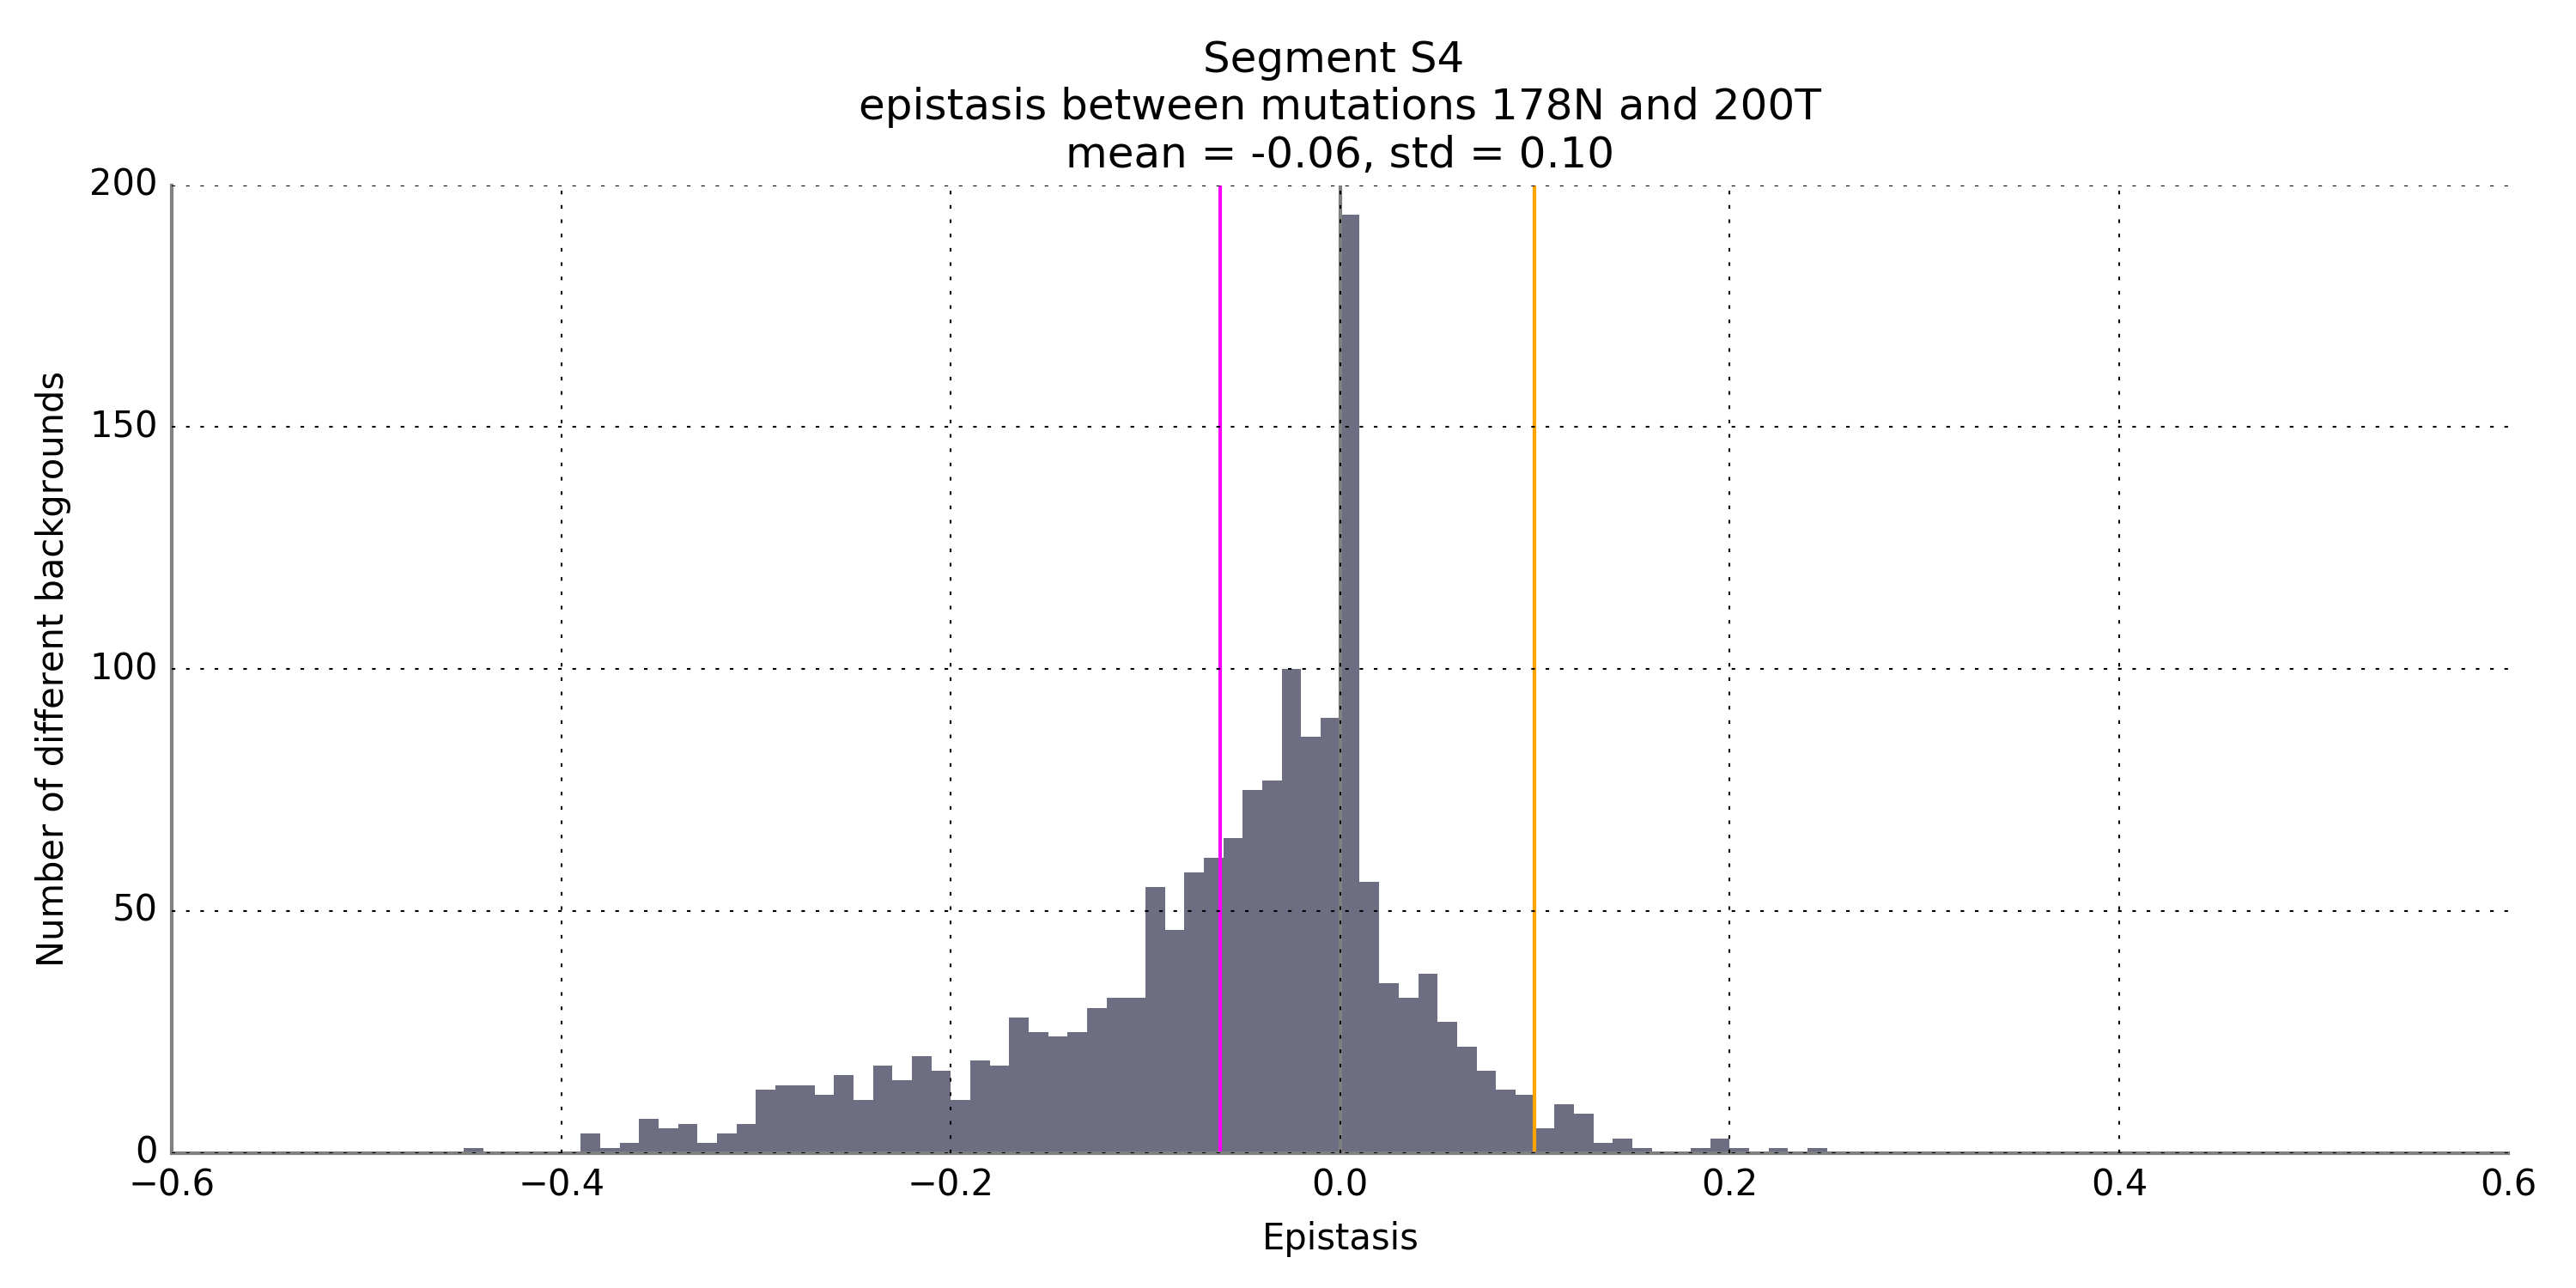 Segment S4
epistasis between mutations 178N and 200T
mean = -0.06, std = 0.10
200
150
100
50
0
Number of different backgrounds
−0.6 −0.4 −0.2 0.0 0.2 0.4 0.6
Epistasis